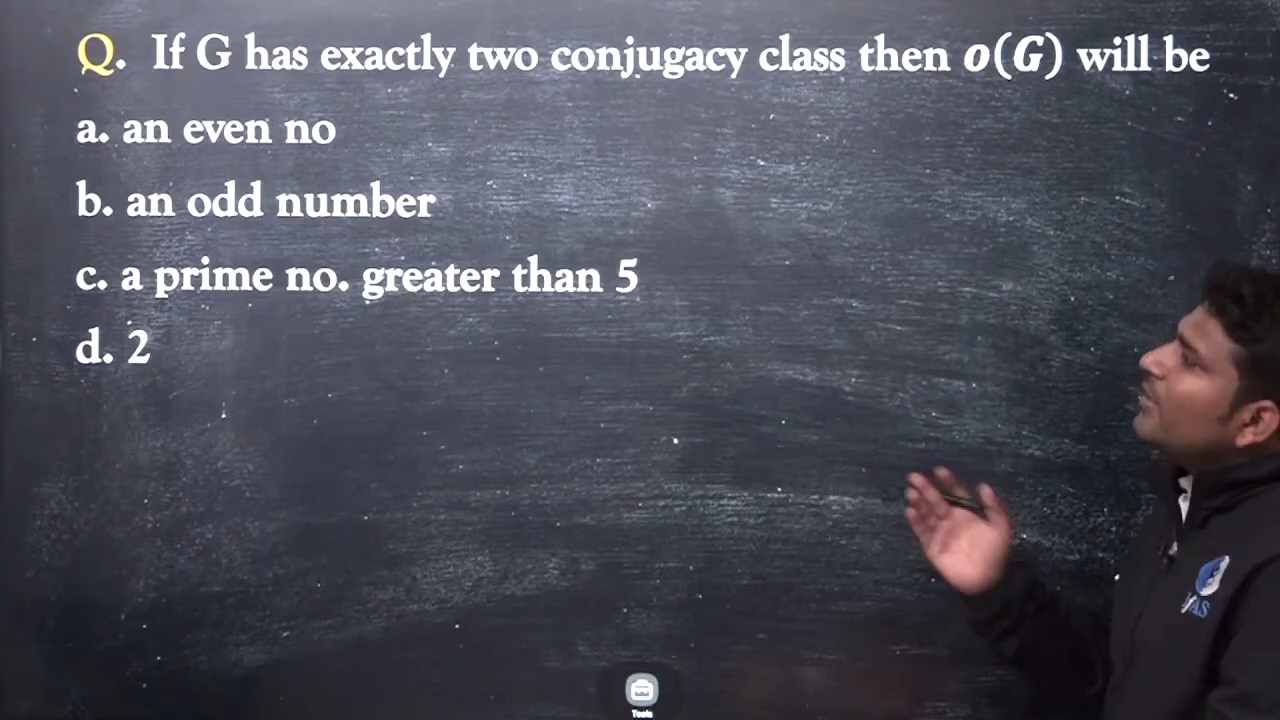 Q. If G has exactly two conjugacy class then o(G) will be
a. an even no
b. an odd number
c. a prime no. greater than 5
d. 2
Tools